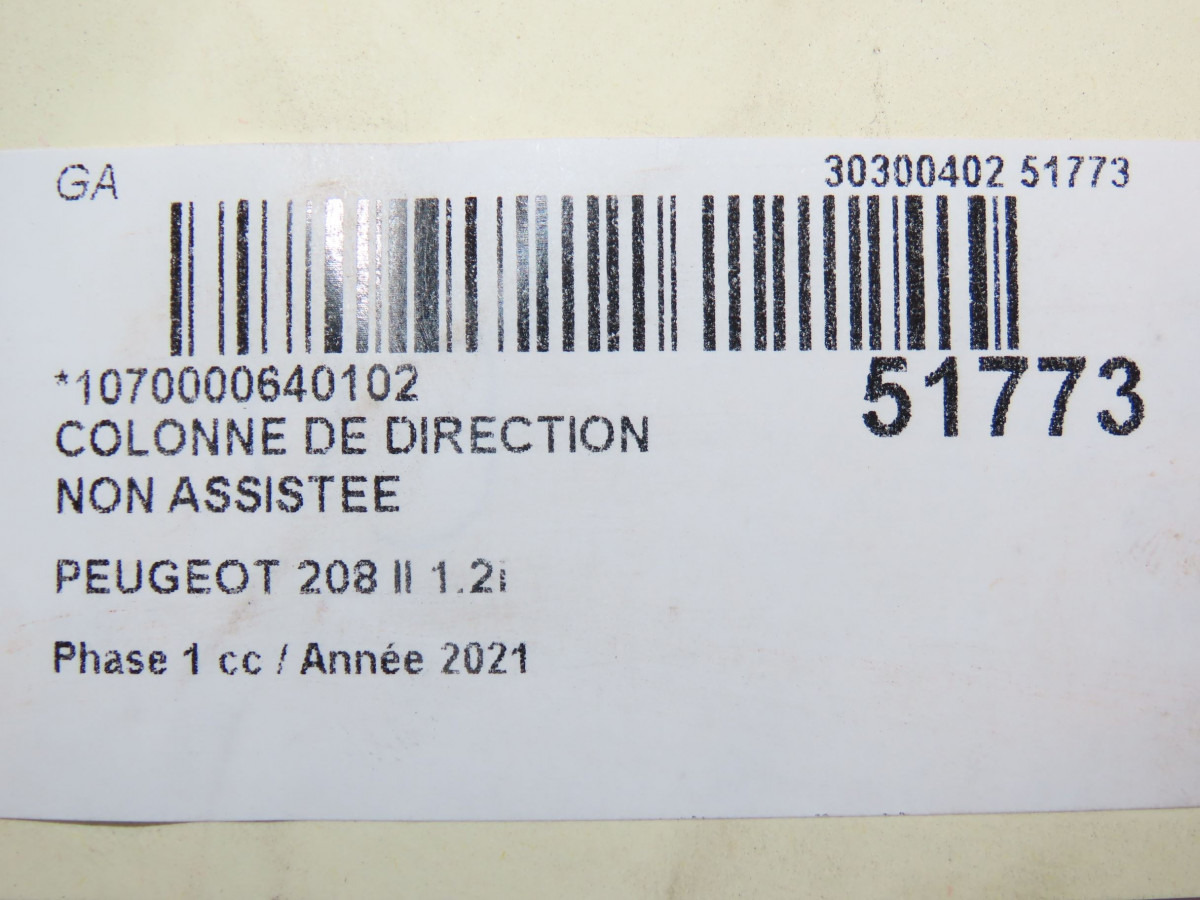 GA
30300402 51773
*1070000640102
51773
COLONNE DE DIRECTION
NON ASSISTEE
PEUGEOT 208 II 1.2i
Phase 1 cc / Année 2021